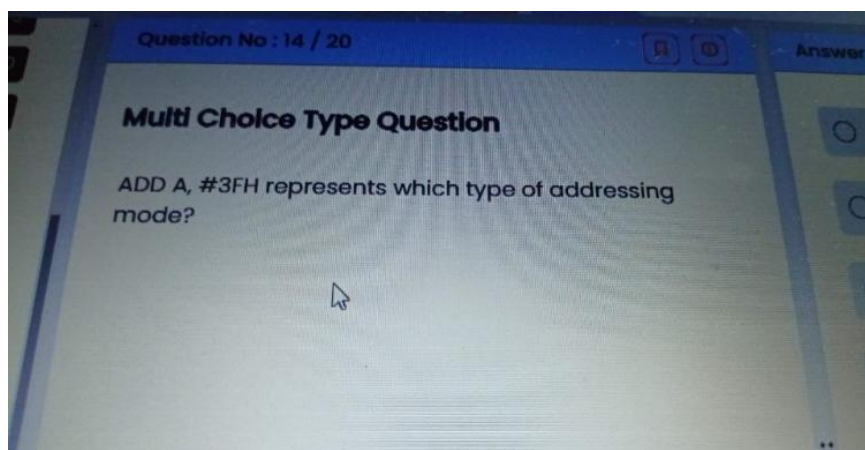 Question No : 14 / 20
Answer
Multi Choice Type Question
ADD A, #3FH represents which type of addressing
mode?